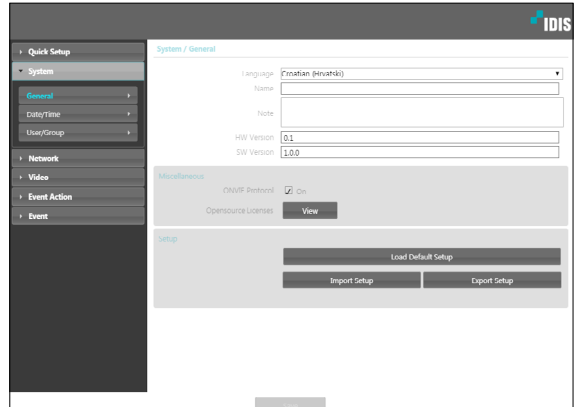 IDIS
Quick Setup
System
General
Date/Time
User/Group
Network
Video
Event Action
Event
System / General
Language Croatian (Hrvatski)
Name
Note
HW Version 0.1
SW Version 1.0.0
Miscellaneous
ONVIF Protocol On
Opensource Licenses View
Setup
Load Default Setup
Import Setup Export Setup
Save